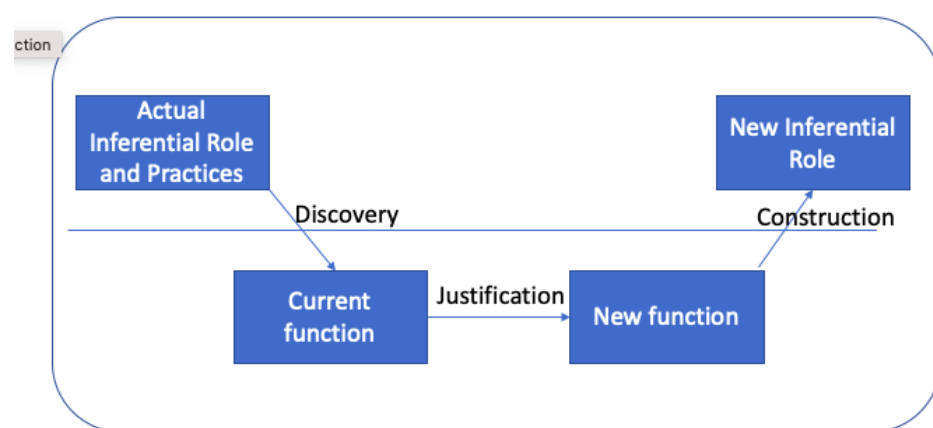 ction
Actual
Inferential Role
and Practices
New Inferential
Role
Discovery
Construction
Current
function
Justification
New function